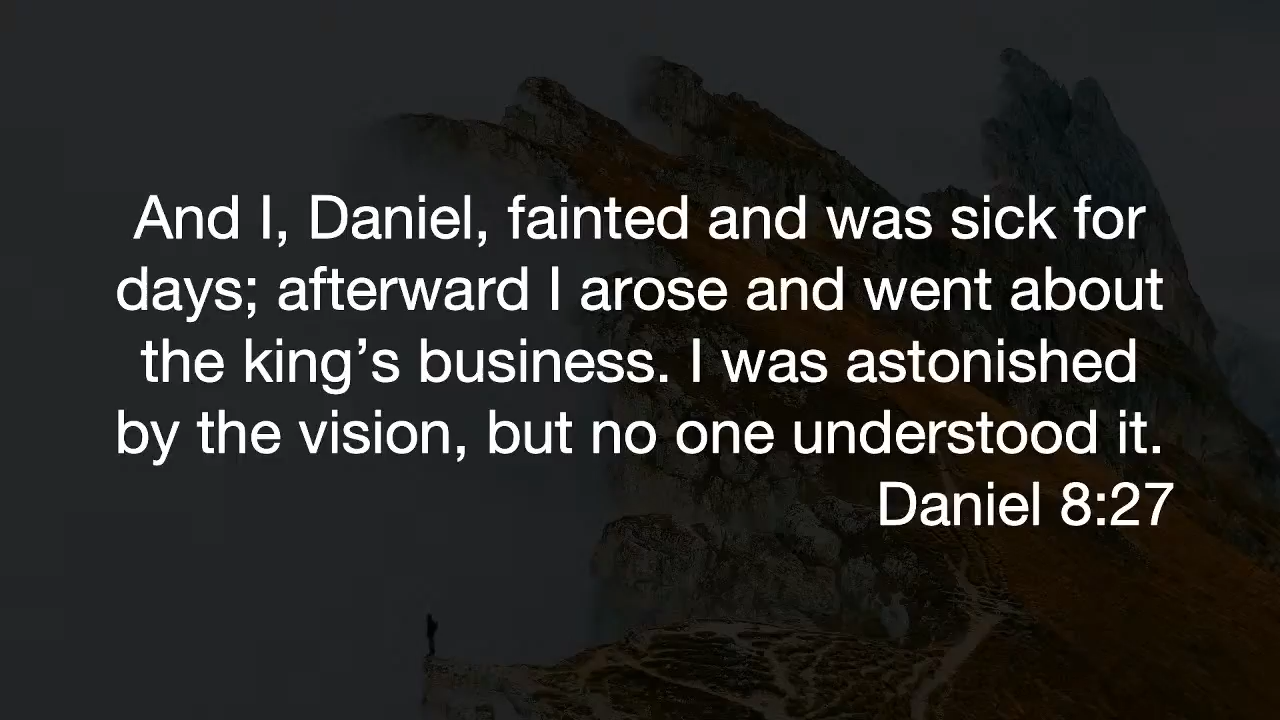 And I, Daniel, fainted and was sick for
days; afterward I arose and went about
the king’s business. I was astonished
by the vision, but no one understood it.
Daniel 8:27